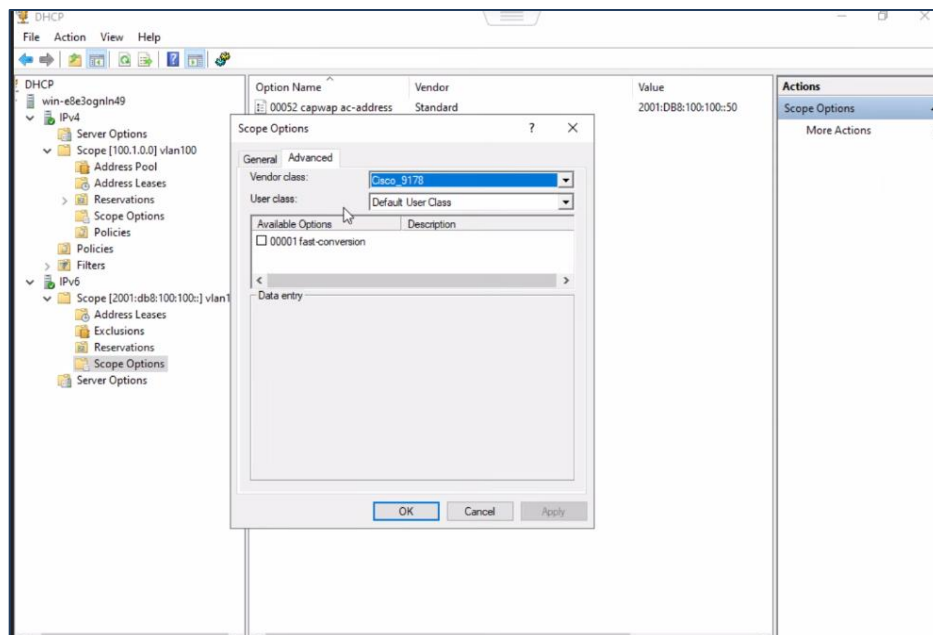 DHCP
File Action View Help
DHCP
win-e8e3ognln49
IPv4
Server Options
Scope [100.1.0.0] vlan100
Address Pool
Address Leases
Reservations
Scope Options
Policies
Policies
Filters
IPv6
Scope [2001:db8:100:100::] vlan1
Address Leases
Exclusions
Reservations
Scope Options
Server Options
Option Name Vendor Value
00052 capwap ac-address Standard 2001:DB8:100:100::50
Scope Options
General Advanced
Vendor class: Cisco_9178
User class: Default User Class
Available Options Description
00001 fast-conversion
Data entry
OK Cancel Apply
Actions
Scope Options
More Actions